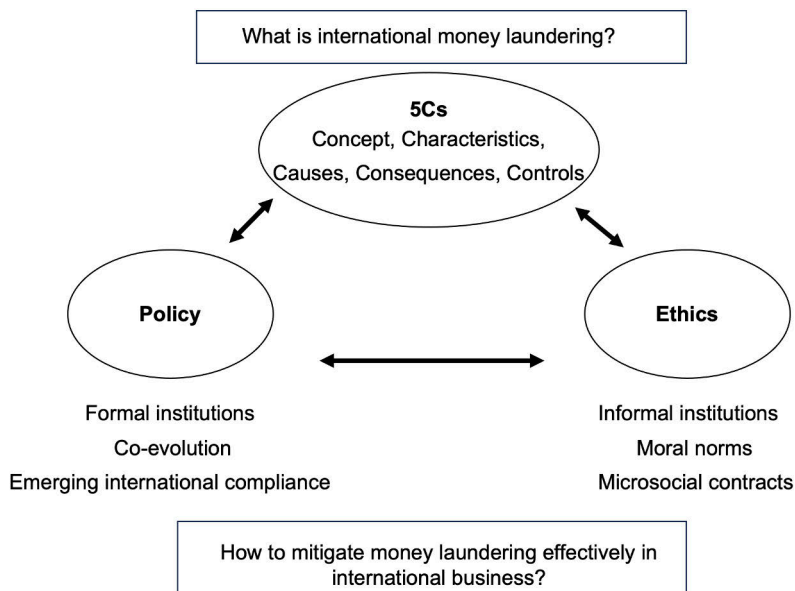 What is international money laundering?
5Cs
Concept, Characteristics,
Causes, Consequences, Controls
Policy
Ethics
Formal institutions
Co-evolution
Emerging international compliance
Informal institutions
Moral norms
Microsocial contracts
How to mitigate money laundering effectively in
international business?